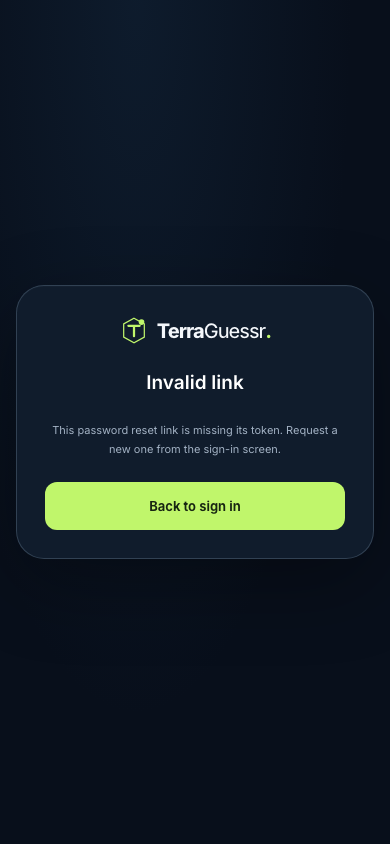 TerraGuessr.
Invalid link
This password reset link is missing its token. Request a
new one from the sign-in screen.
Back to sign in